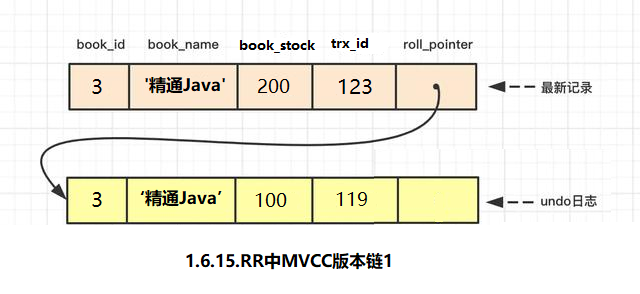 book_id book_name book_stock trx_id roll_pointer
3 '精通Java' 200 123 最新记录
3 ‘精通Java’ 100 119 undo日志
1.6.15.RR中MVCC版本链1